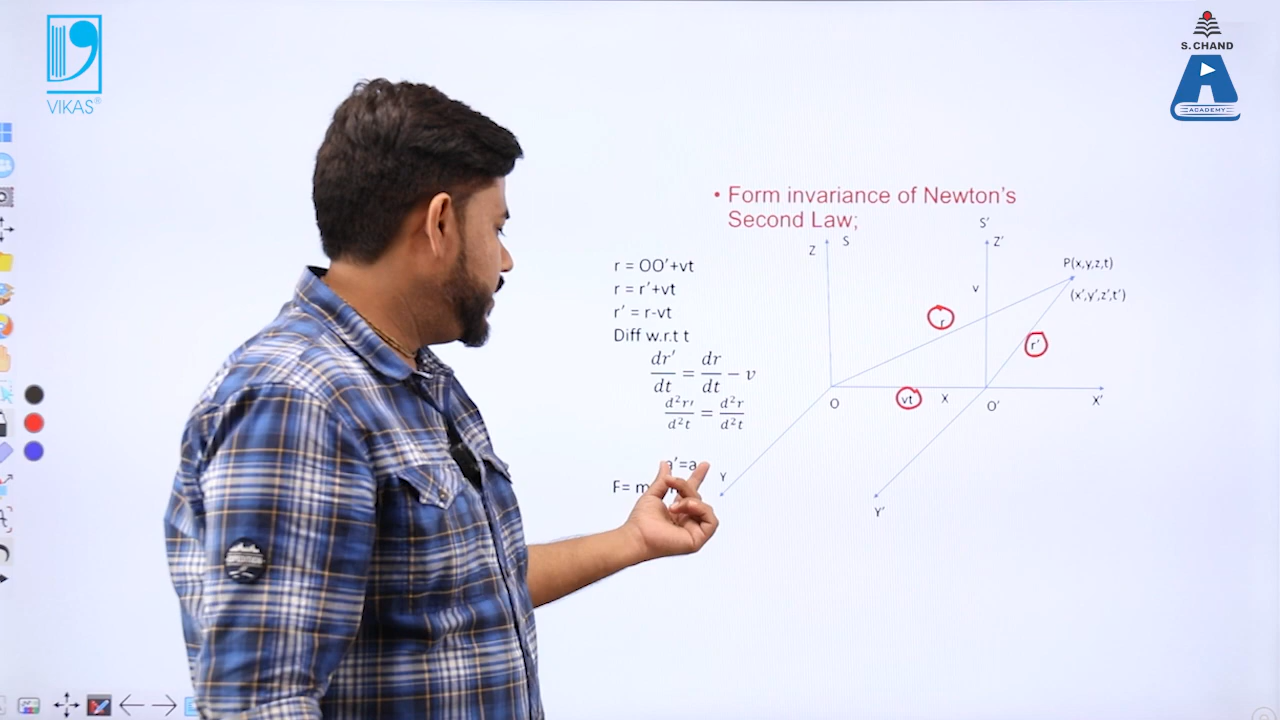 VIKAS®
S. CHAND
ACADEMY
• Form invariance of Newton's
Second Law;
r = OO'+vt
r = r'+vt
r' = r-vt
Diff w.r.t t
dr'/dt = dr/dt − v
d²r'/d²t = d²r/d²t
a'=a
F= m
Z
S
S'
Z'
P(x,y,z,t)
(x',y',z',t')
v
r
r'
O
vt
X
O'
X'
Y
Y'